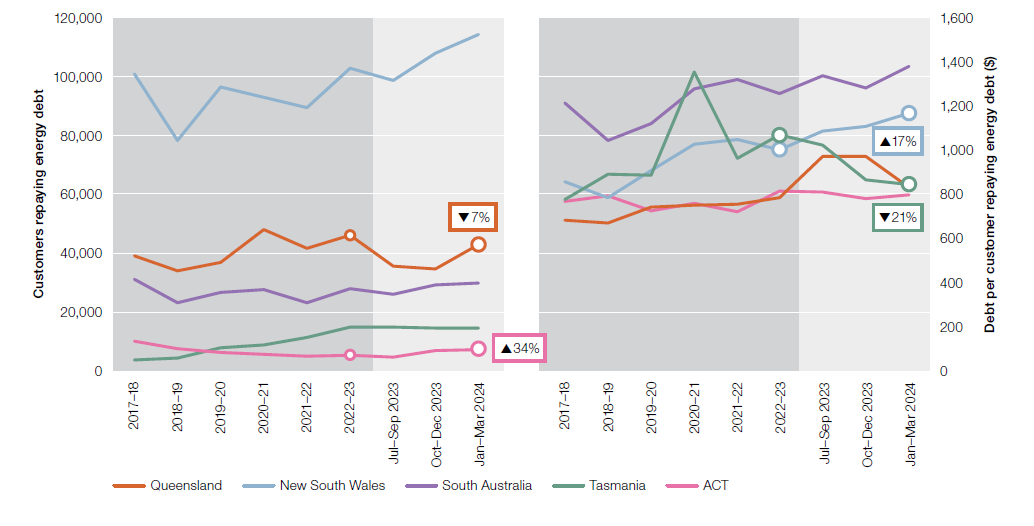 Customers repaying energy debt
120,000
100,000
80,000
60,000
40,000
20,000
0
▼7%
▲34%
2017–18
2018–19
2019–20
2020–21
2021–22
2022–23
Jul–Sep 2023
Oct–Dec 2023
Jan–Mar 2024
▲17%
▼21%
2017–18
2018–19
2019–20
2020–21
2021–22
2022–23
Jul–Sep 2023
Oct–Dec 2023
Jan–Mar 2024
1,600
1,400
1,200
1,000
800
600
400
200
0
Debt per customer repaying energy debt ($)
Queensland
New South Wales
South Australia
Tasmania
ACT